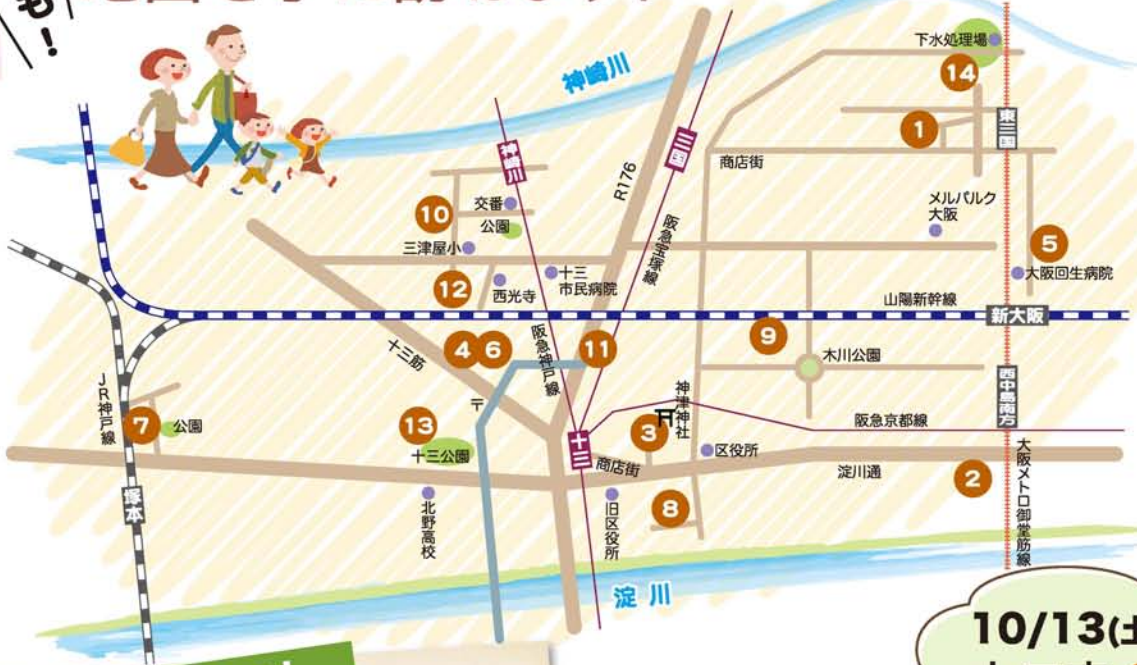 も!
神崎川
下水処理場
14
1
東三国
商店街
神崎川
三国
R176
交番
10
公園
三津屋小
メルパルク
大阪
5
大阪回生病院
阪急宝塚線
12
西光寺
十三
市民病院
山陽新幹線
新大阪
十三筋
4
6
阪急神戸線
11
9
木川公園
西中島南方
JR神戸線
7
公園
13
十三公園
〒
十三
3
神津神社
阪急京都線
商店街
区役所
淀川通
2
大阪メトロ御堂筋線
塚本
北野高校
旧区役所
8
淀川
10/13(土